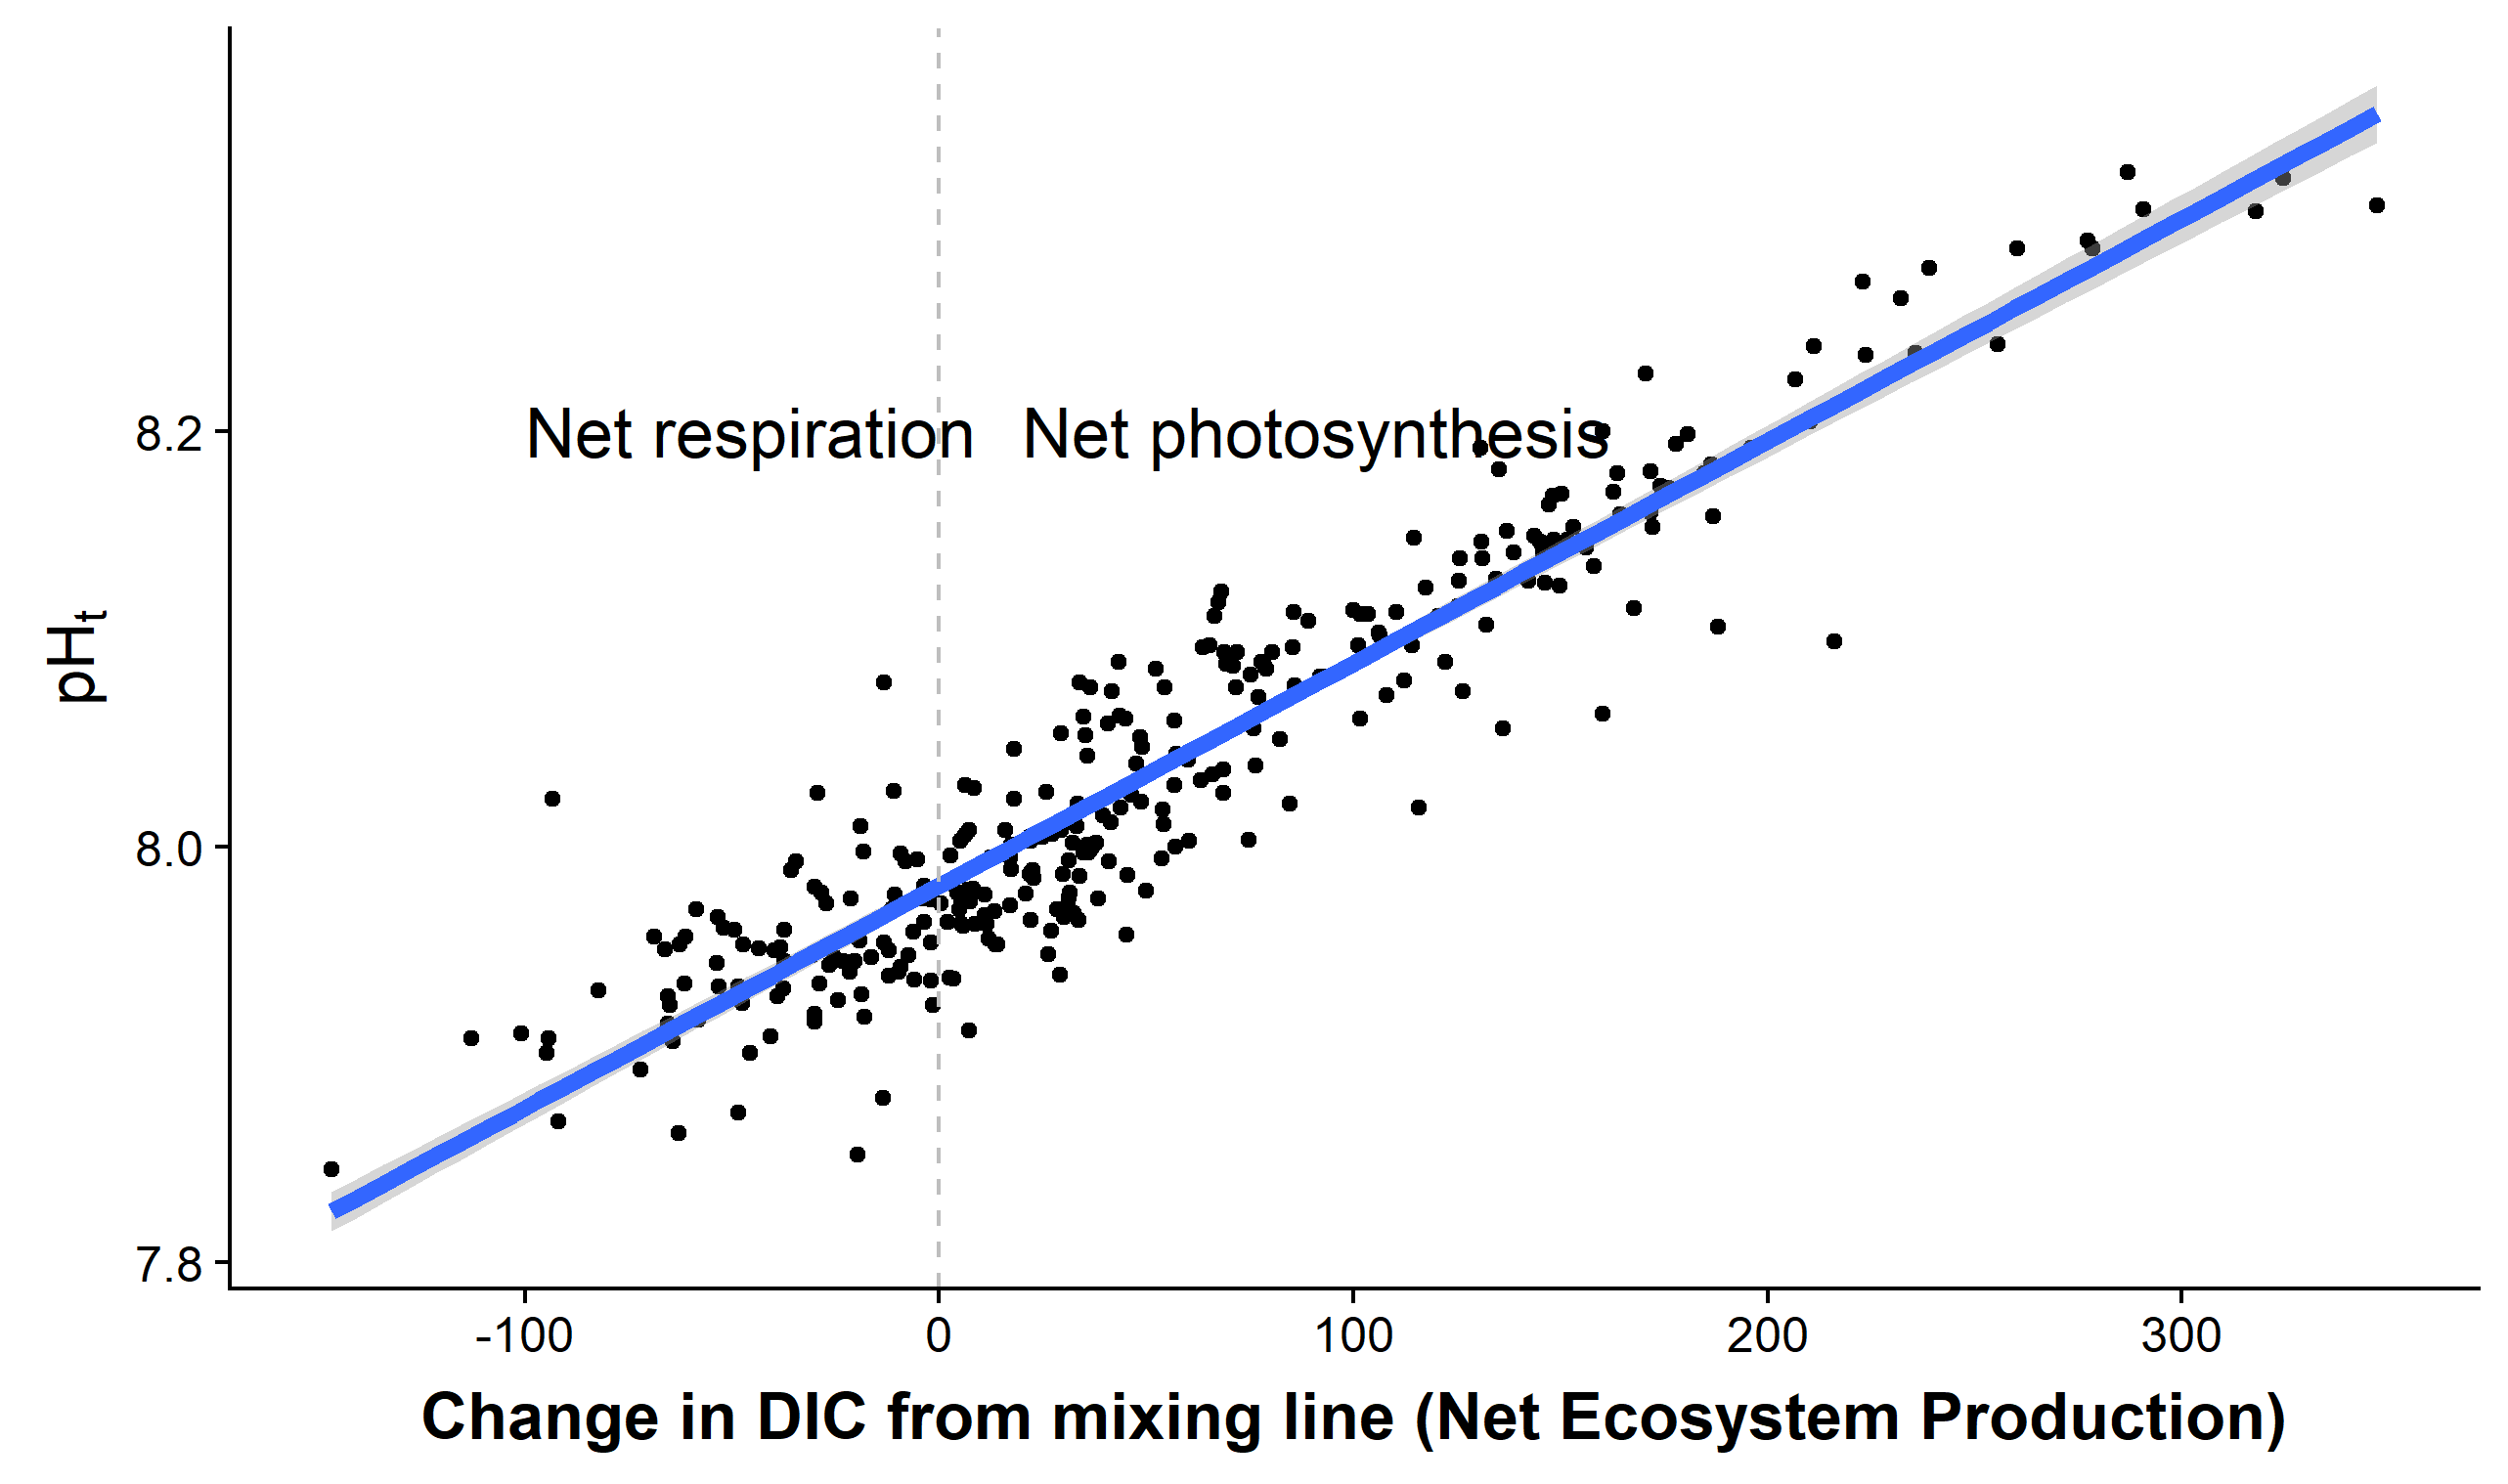 Net respiration Net photosynthesis
8.2
8.0
7.8
pHt
-100 0 100 200 300
Change in DIC from mixing line (Net Ecosystem Production)